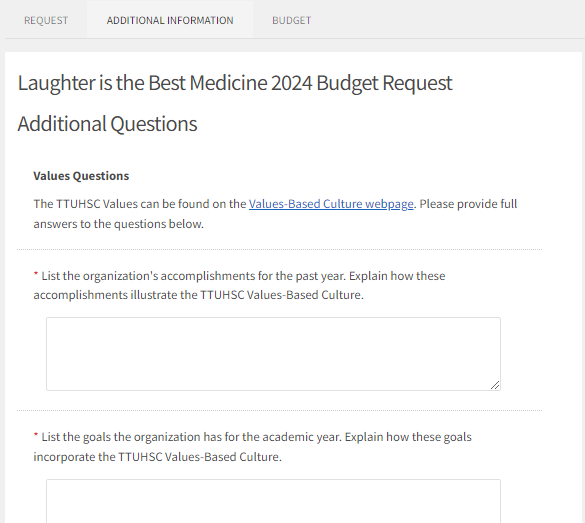 REQUEST
ADDITIONAL INFORMATION
BUDGET
Laughter is the Best Medicine 2024 Budget Request
Additional Questions
Values Questions
The TTUHSC Values can be found on the Values-Based Culture webpage. Please provide full
answers to the questions below.
* List the organization's accomplishments for the past year. Explain how these
accomplishments illustrate the TTUHSC Values-Based Culture.
* List the goals the organization has for the academic year. Explain how these goals
incorporate the TTUHSC Values-Based Culture.